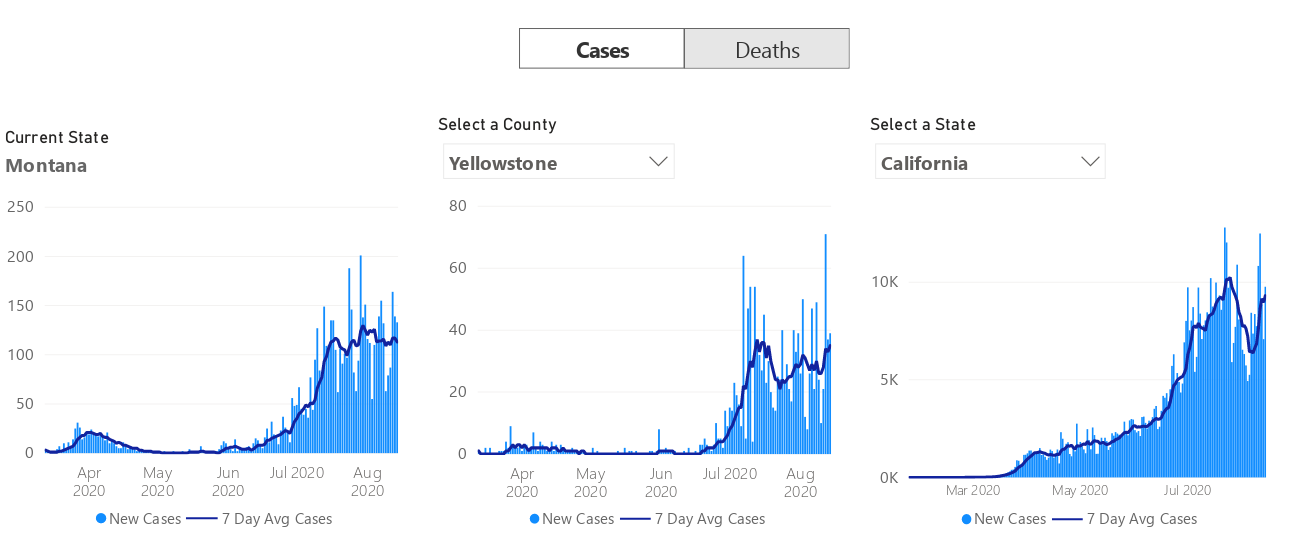 Cases Deaths
Current State
Montana
Select a County
Yellowstone
Select a State
California
250
200
150
100
50
0
Apr 2020
May 2020
Jun 2020
Jul 2020
Aug 2020
New Cases 7 Day Avg Cases
80
60
40
20
0
Apr 2020
May 2020
Jun 2020
Jul 2020
Aug 2020
New Cases 7 Day Avg Cases
10K
5K
0K
Mar 2020 May 2020 Jul 2020
New Cases 7 Day Avg Cases